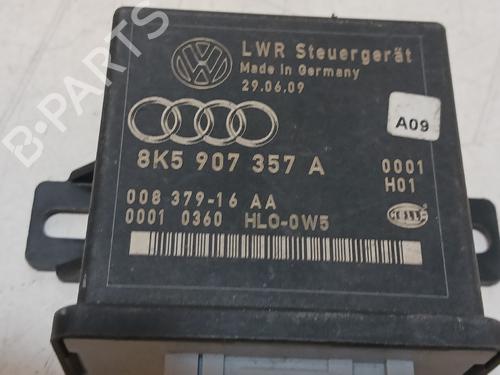 LWR Steuergerät
Made in Germany
29.06.09
A09
8K5 907 357 A
0001
H01
008 379-16 AA
0001 0360 HLO-0W5
HELLA
B-PARTS